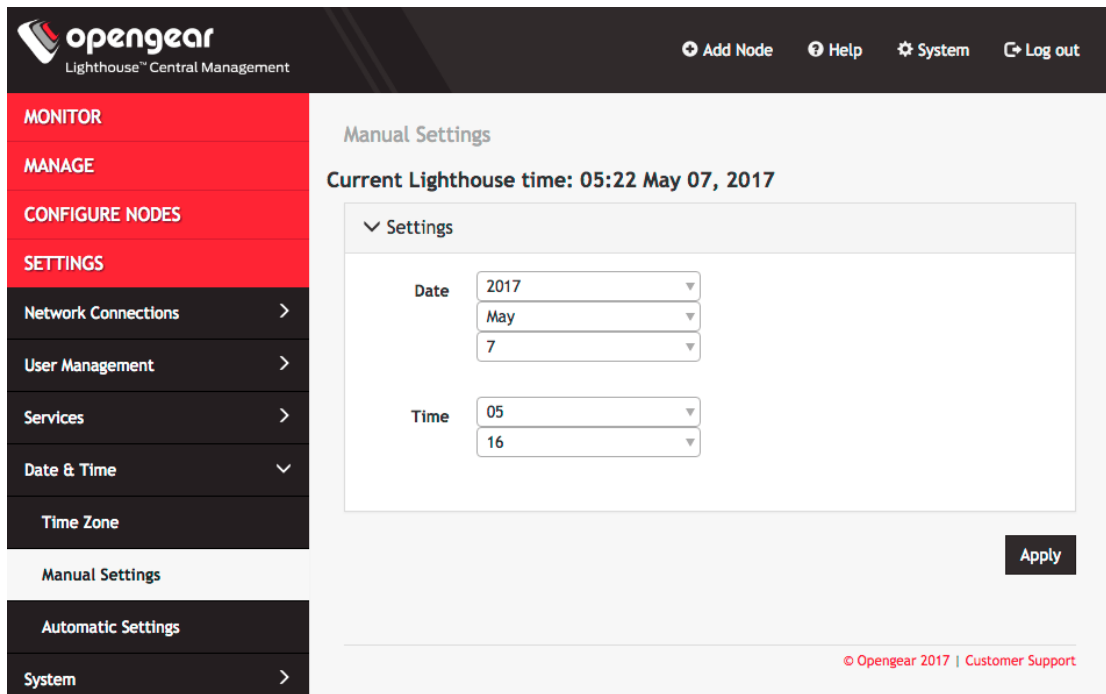 opengear
Lighthouse™ Central Management
Add Node
Help
System
Log out
MONITOR
MANAGE
CONFIGURE NODES
SETTINGS
Network Connections
User Management
Services
Date & Time
Time Zone
Manual Settings
Automatic Settings
System
Manual Settings
Current Lighthouse time: 05:22 May 07, 2017
Settings
Date
2017
May
7
Time
05
16
Apply
© Opengear 2017 | Customer Support